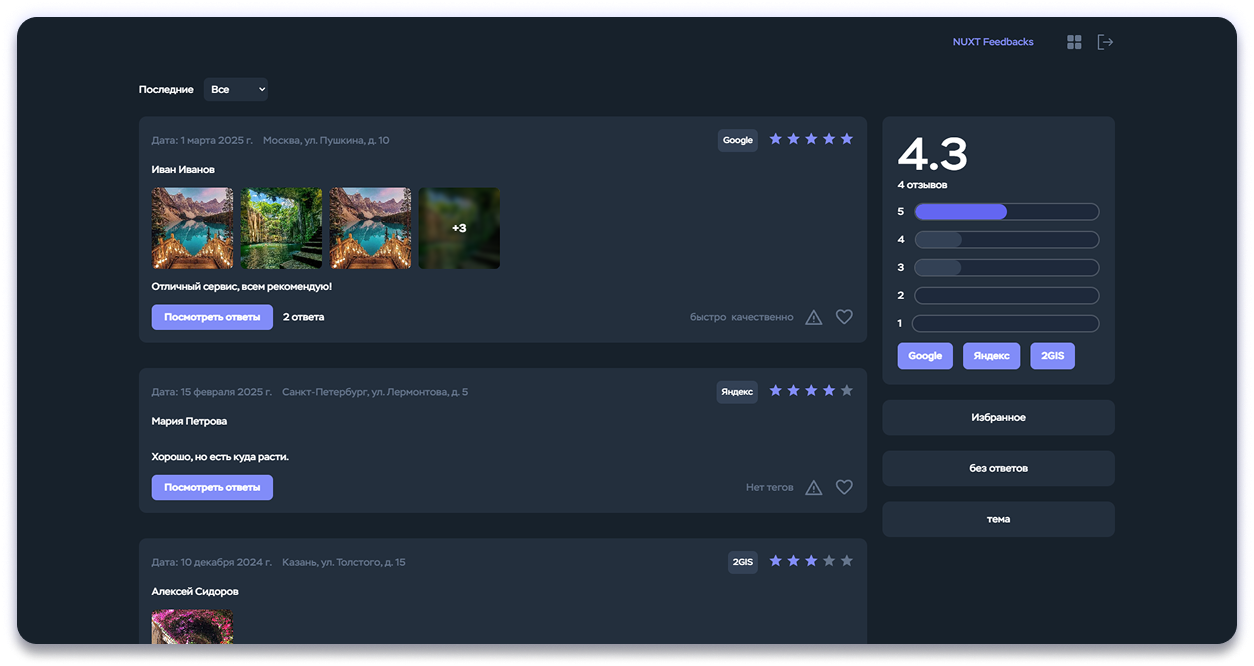 NUXT Feedbacks
Последние Все
Дата: 1 марта 2025 г. Москва, ул. Пушкина, д. 10 Google
Иван Иванов
+3
Отличный сервис, всем рекомендую!
Посмотреть ответы 2 ответа быстро качественно
Дата: 15 февраля 2025 г. Санкт-Петербург, ул. Лермонтова, д. 5 Яндекс
Мария Петрова
Хорошо, но есть куда расти.
Посмотреть ответы Нет тегов
Дата: 10 декабря 2024 г. Казань, ул. Толстого, д. 15 2GIS
Алексей Сидоров
4.3
4 отзывов
5
4
3
2
1
Google Яндекс 2GIS
Избранное
без ответов
тема